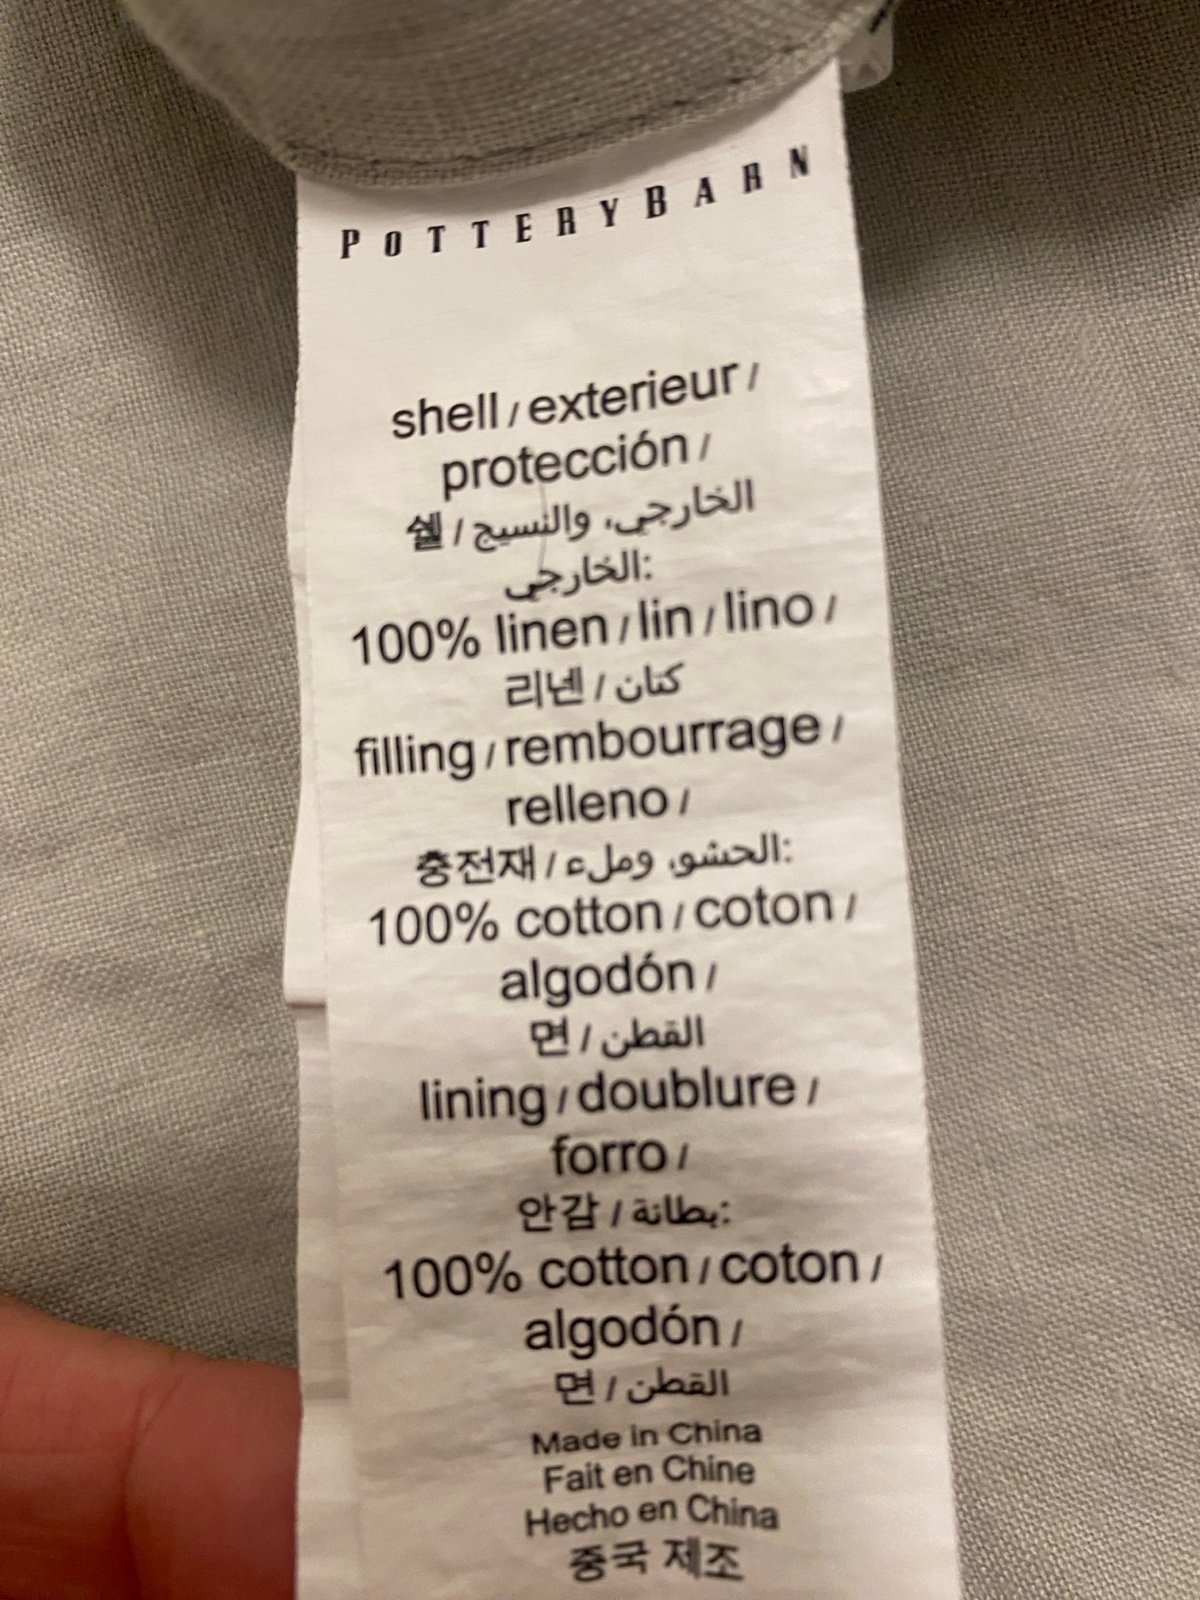 POTTERYBARN
shell / exterieur /
protección /
쉘 / الخارجي، والنسيج
الخارجي:
100% linen / lin / lino /
리넨 / كتان
filling / rembourrage /
relleno /
충전재 / الحشو، وملء:
100% cotton / coton /
algodón /
면 / القطن
lining / doublure /
forro /
안감 / بطانة:
100% cotton / coton /
algodón /
면 / القطن
Made in China
Fait en Chine
Hecho en China
중국 제조